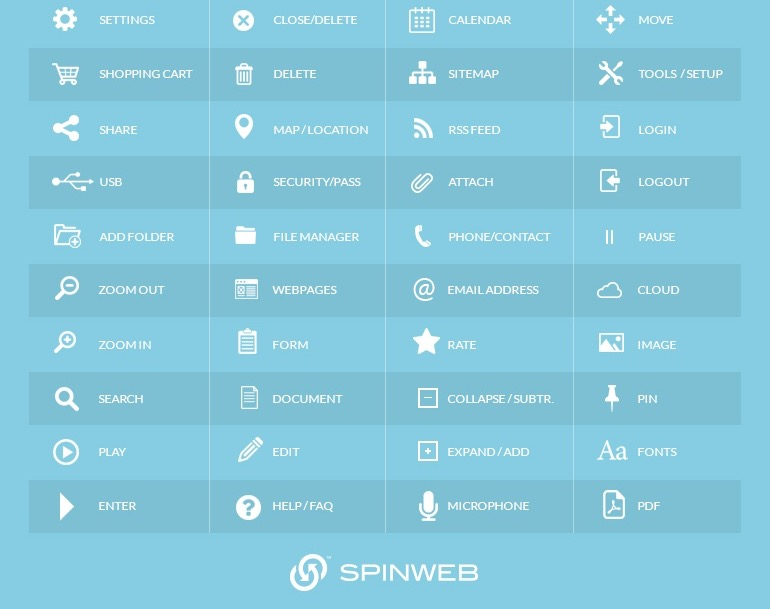 SETTINGS CLOSE/DELETE CALENDAR MOVE
SHOPPING CART DELETE SITEMAP TOOLS / SETUP
SHARE MAP / LOCATION RSS FEED LOGIN
USB SECURITY/PASS ATTACH LOGOUT
ADD FOLDER FILE MANAGER PHONE/CONTACT PAUSE
ZOOM OUT WEBPAGES @ EMAIL ADDRESS CLOUD
ZOOM IN FORM RATE IMAGE
SEARCH DOCUMENT COLLAPSE / SUBTR. PIN
PLAY EDIT EXPAND / ADD Aa FONTS
ENTER ? HELP / FAQ MICROPHONE PDF
SPINWEB